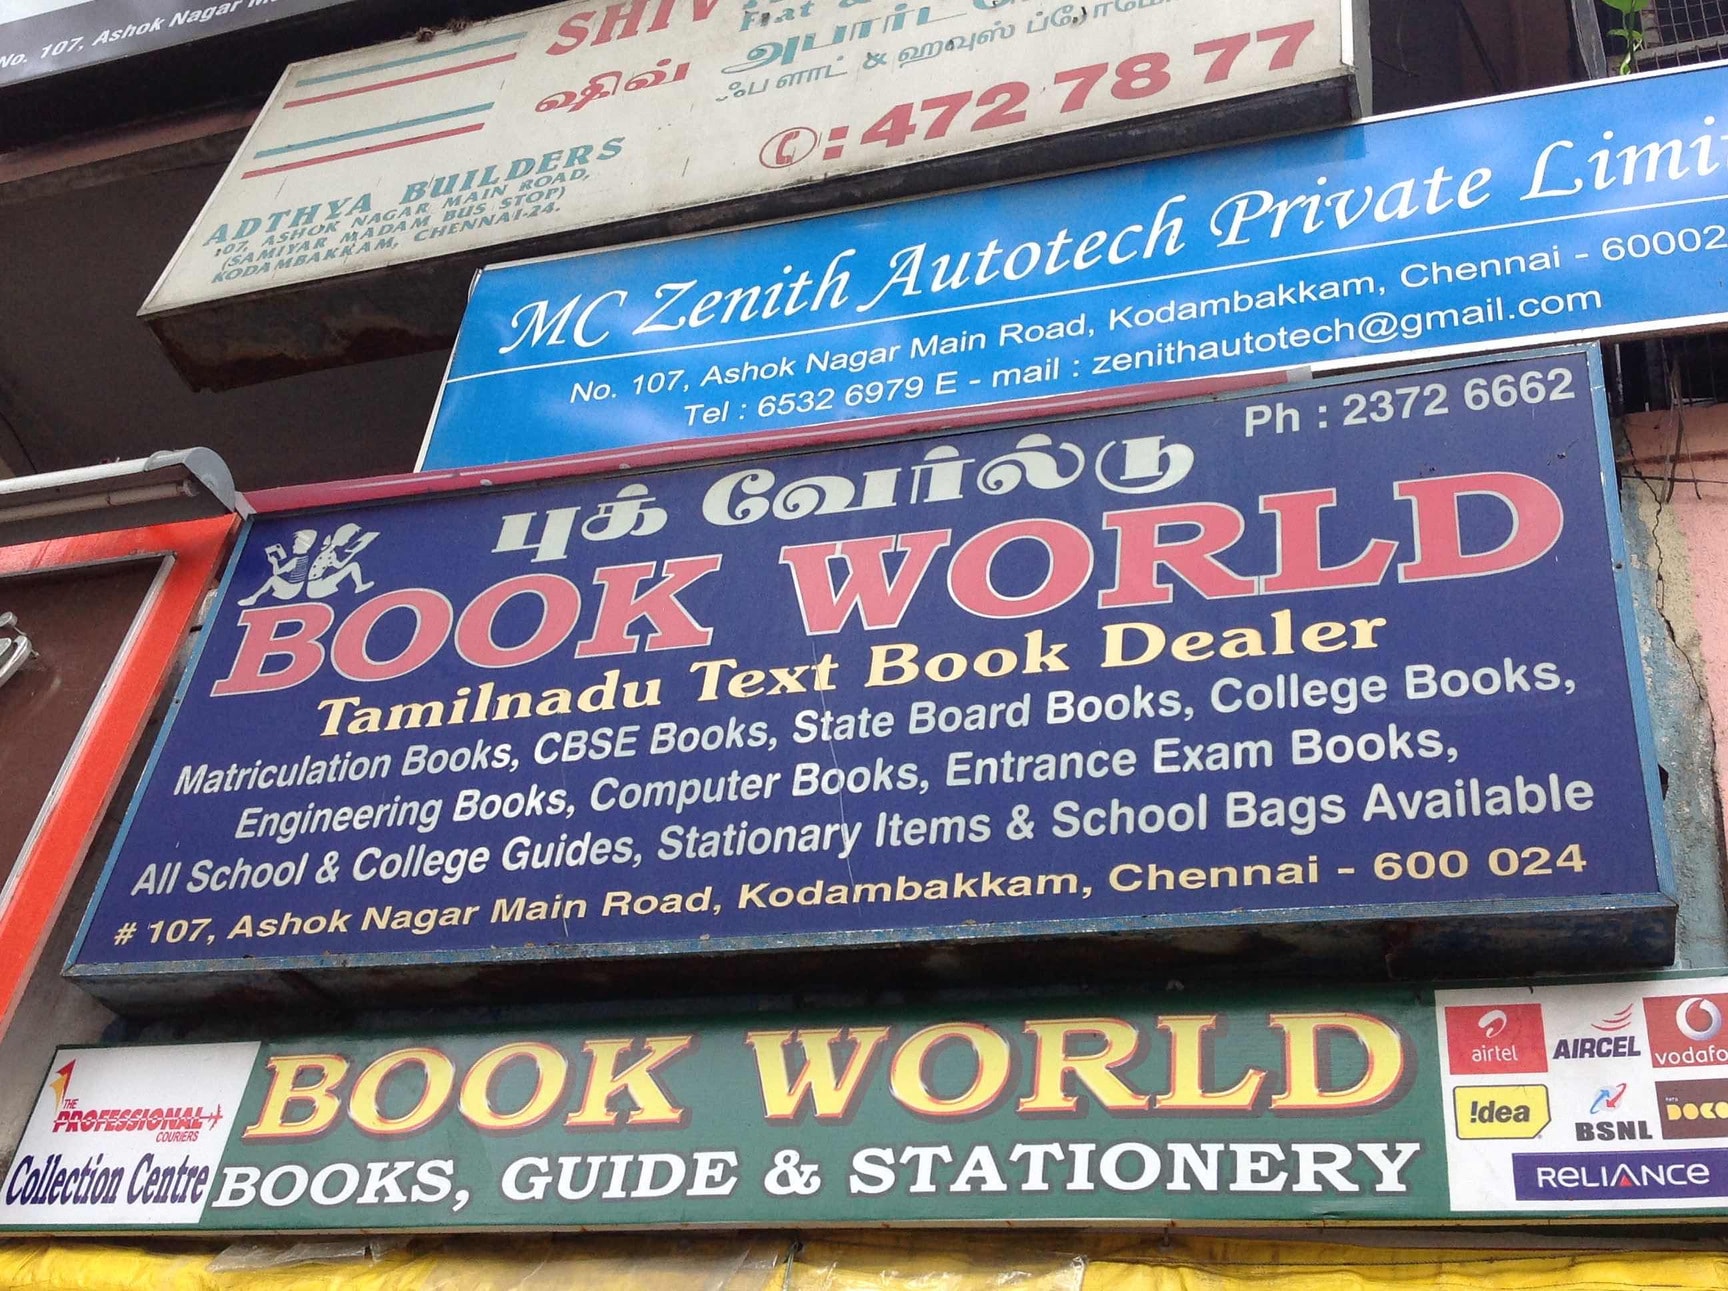 No. 107, Ashok Nagar
SHIV
ஷிவ்
அபார்ட்
ஃபளாட் & ஹவுஸ்
: 472 78 77
ADTHYA BUILDERS
107, ASHOK NAGAR MAIN ROAD,
(SAMIYAR MADAM BUS STOP)
KODAMBAKKAM, CHENNAI-24.
MC Zenith Autotech Private Limi
No. 107, Ashok Nagar Main Road, Kodambakkam, Chennai - 60002
Tel : 6532 6979 E - mail : zenithautotech@gmail.com
Ph : 2372 6662
புக் வேர்ல்டு
BOOK WORLD
Tamilnadu Text Book Dealer
Matriculation Books, CBSE Books, State Board Books, College Books,
Engineering Books, Computer Books, Entrance Exam Books,
All School & College Guides, Stationary Items & School Bags Available
# 107, Ashok Nagar Main Road, Kodambakkam, Chennai - 600 024
THE
PROFESSIONAL
COURIERS
Collection Centre
BOOK WORLD
BOOKS, GUIDE & STATIONERY
airtel
AIRCEL
vodafo
!dea
BSNL
TATA
DOCO
RELIANCE